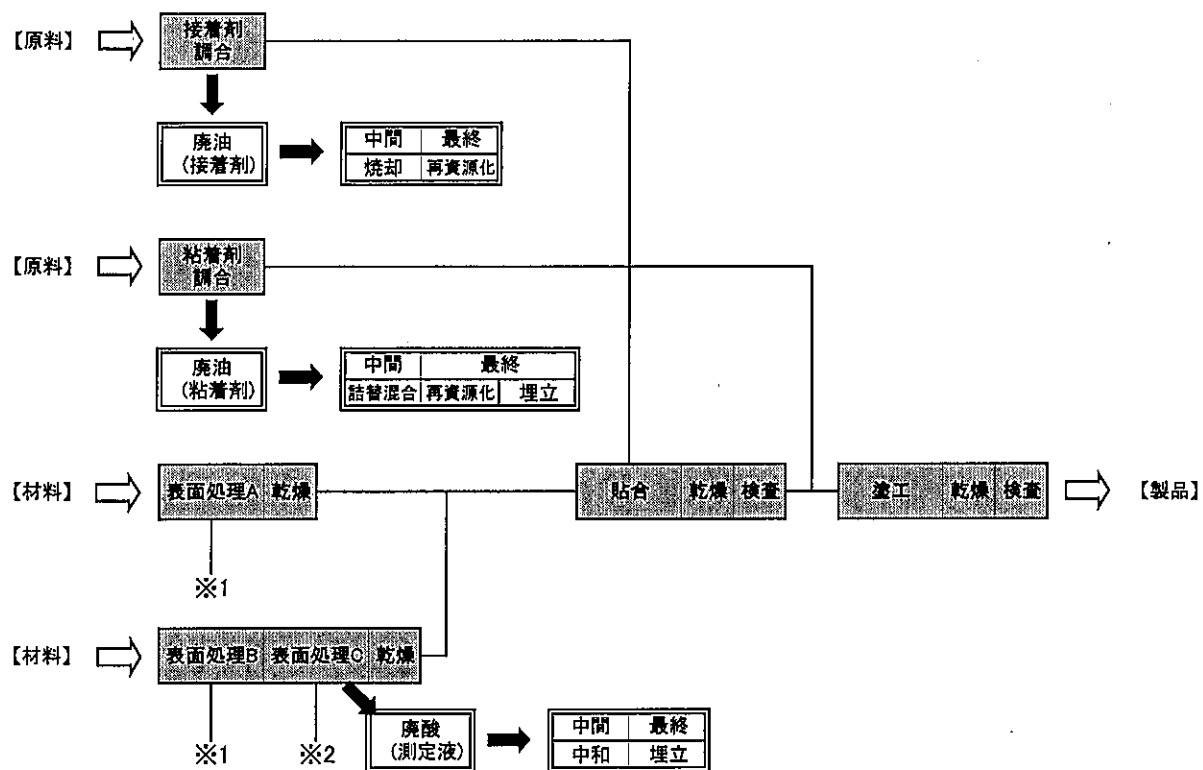 【原料】
接着剤
調合
廃油
(接着剤)
中間 最終
焼却 再資源化
【原料】
粘着剤
調合
廃油
(粘着剤)
中間 最終
詰替混合 再資源化 埋立
【材料】
表面処理A 乾燥
貼合 乾燥 検査
塗工 乾燥 検査
【製品】
※1
【材料】
表面処理B 表面処理C 乾燥
※1
※2
廃酸
(測定液)
中間 最終
中和 埋立